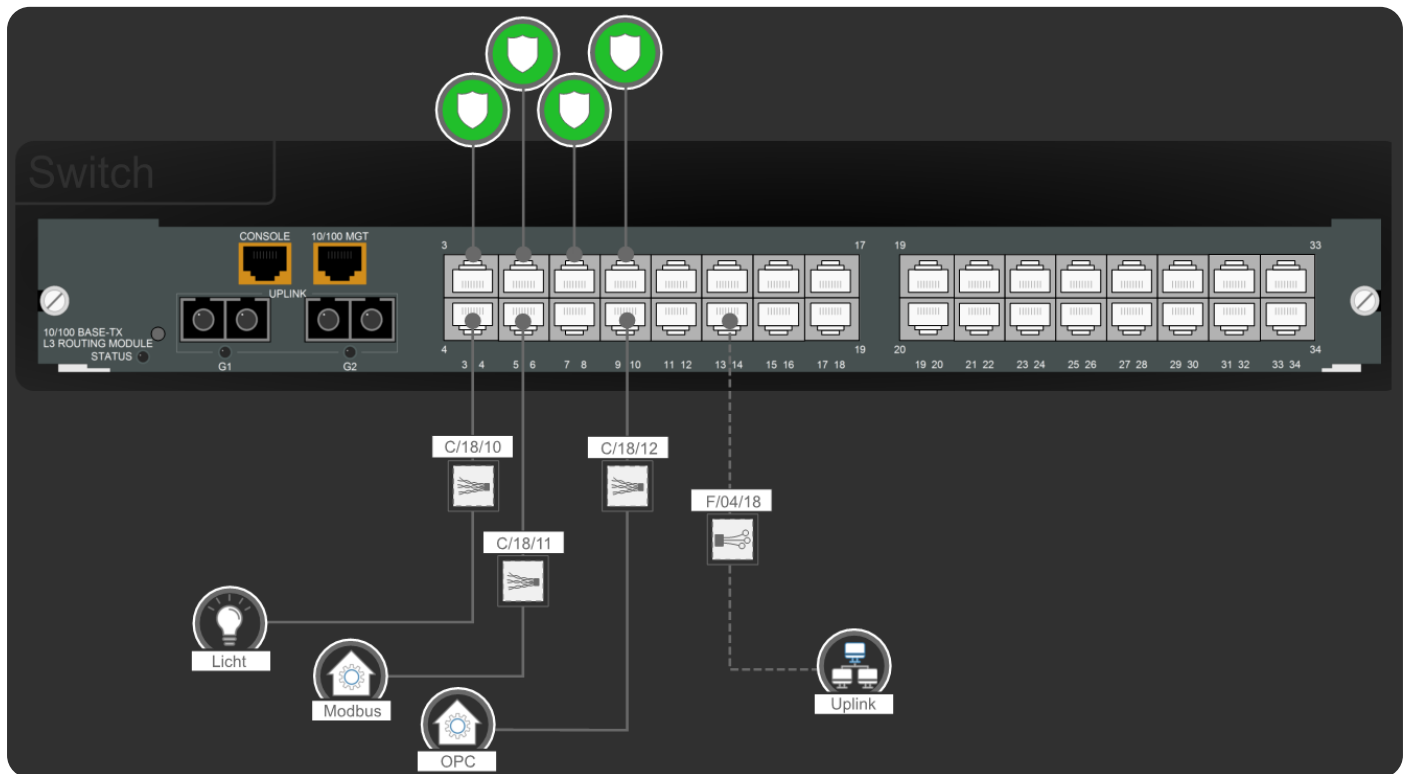 Switch
CONSOLE 10/100 MGT
UPLINK
10/100 BASE-TX
L3 ROUTING MODULE
STATUS
G1 G2
3 17 19 33
4 19 20 34
3 4 5 6 7 8 9 10 11 12 13 14 15 16 17 18 19 20 21 22 23 24 25 26 27 28 29 30 31 32 33 34
C/18/10
C/18/12
F/04/18
C/18/11
Licht
Modbus
Uplink
OPC